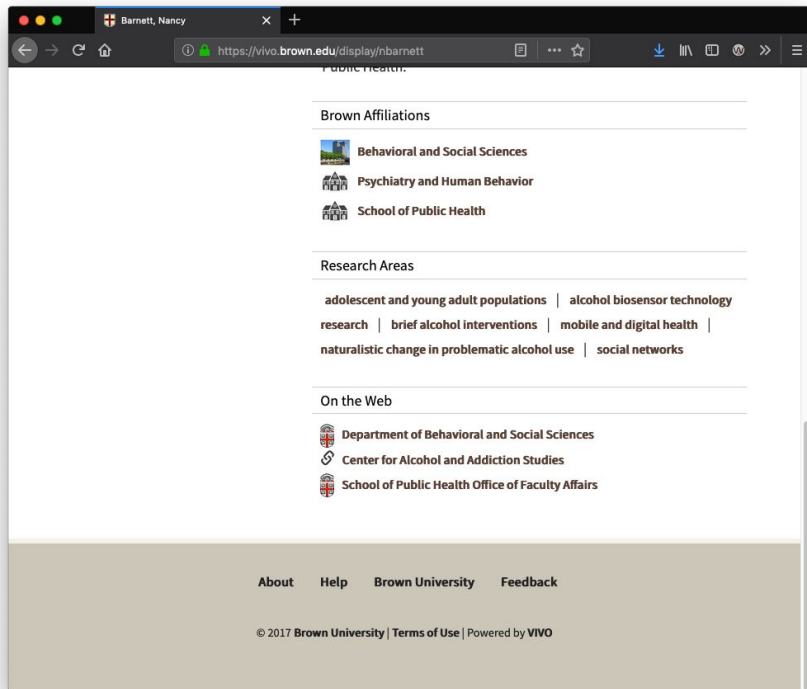 Barnett, Nancy
https://vivo.brown.edu/display/nbarnett
Public Health.
Brown Affiliations
Behavioral and Social Sciences
Psychiatry and Human Behavior
School of Public Health
Research Areas
adolescent and young adult populations | alcohol biosensor technology
research | brief alcohol interventions | mobile and digital health |
naturalistic change in problematic alcohol use | social networks
On the Web
Department of Behavioral and Social Sciences
Center for Alcohol and Addiction Studies
School of Public Health Office of Faculty Affairs
About Help Brown University Feedback
© 2017 Brown University | Terms of Use | Powered by VIVO